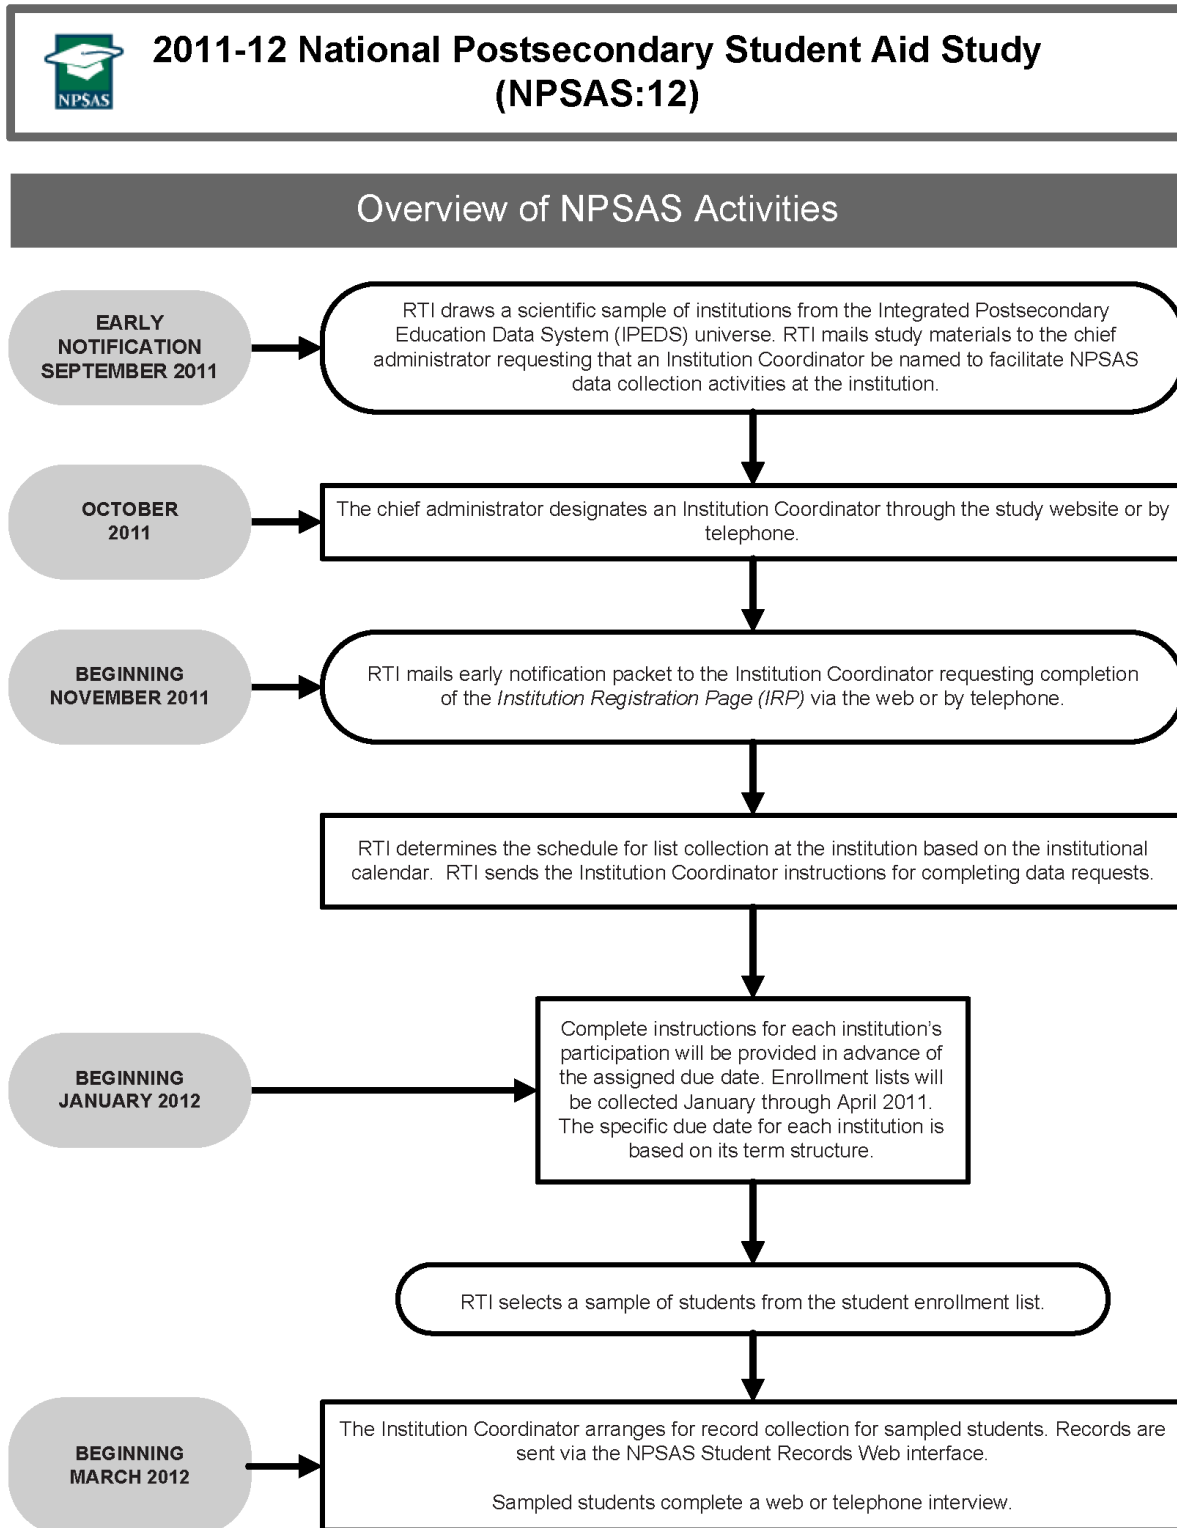 2011-12 National Postsecondary Student Aid Study
(NPSAS:12)
NPSAS
Overview of NPSAS Activities
EARLY
NOTIFICATION
SEPTEMBER 2011
RTI draws a scientific sample of institutions from the Integrated Postsecondary
Education Data System (IPEDS) universe. RTI mails study materials to the chief
administrator requesting that an Institution Coordinator be named to facilitate NPSAS
data collection activities at the institution.
OCTOBER
2011
The chief administrator designates an Institution Coordinator through the study website or by
telephone.
BEGINNING
NOVEMBER 2011
RTI mails early notification packet to the Institution Coordinator requesting completion
of the Institution Registration Page (IRP) via the web or by telephone.
RTI determines the schedule for list collection at the institution based on the institutional
calendar.  RTI sends the Institution Coordinator instructions for completing data requests.
BEGINNING
JANUARY 2012
Complete instructions for each institution's
participation will be provided in advance of
the assigned due date. Enrollment lists will
be collected January through April 2011.
The specific due date for each institution is
based on its term structure.
RTI selects a sample of students from the student enrollment list.
BEGINNING
MARCH 2012
The Institution Coordinator arranges for record collection for sampled students. Records are
sent via the NPSAS Student Records Web interface.
Sampled students complete a web or telephone interview.